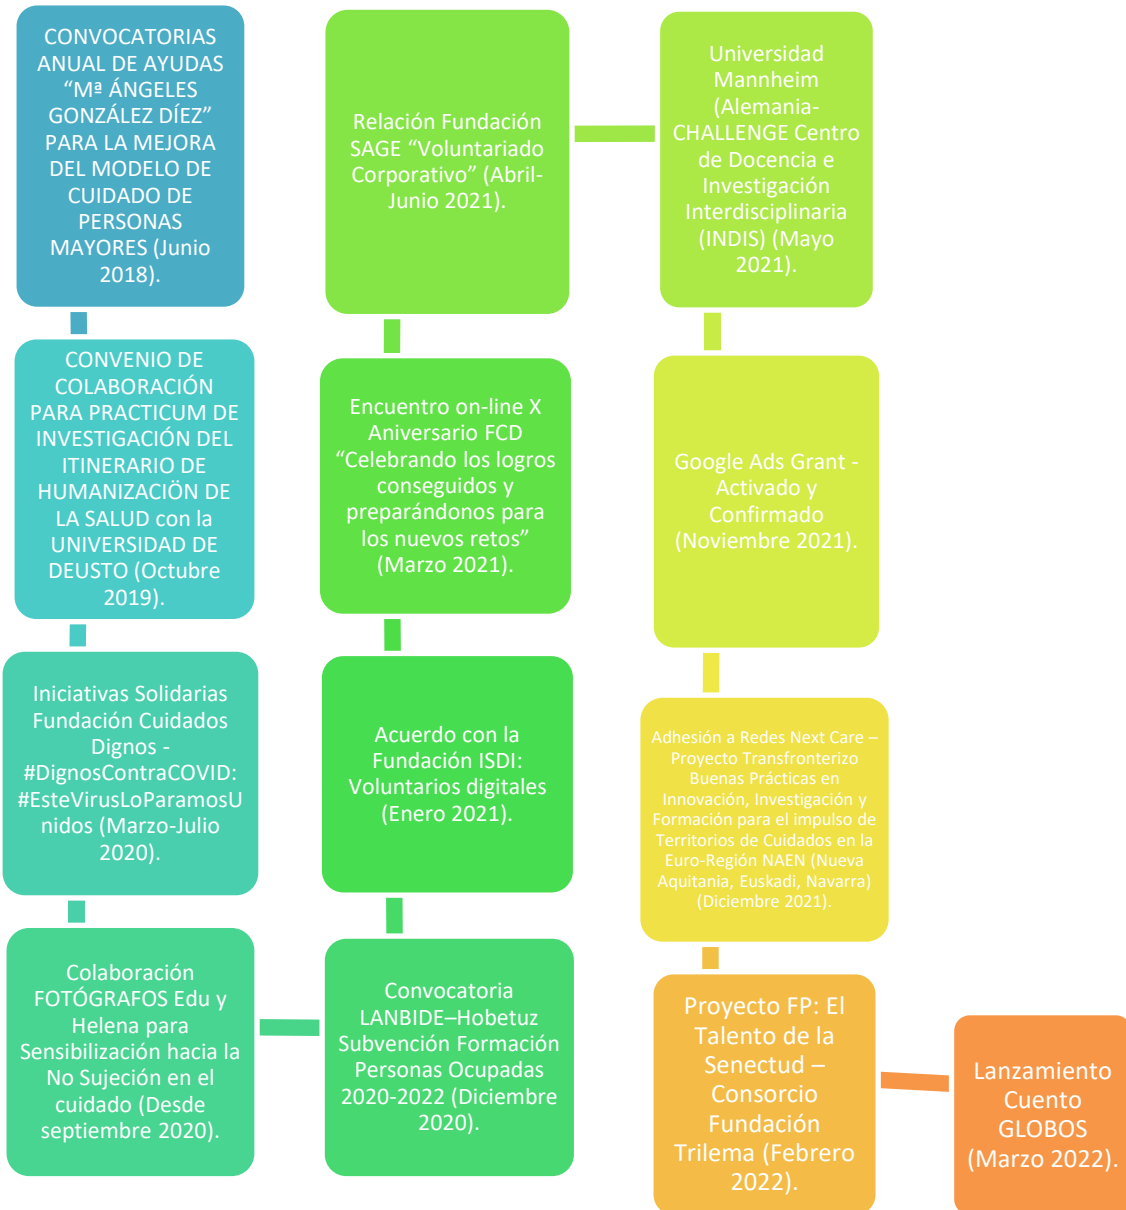 CONVOCATORIAS
ANUAL DE AYUDAS
“Mª ÁNGELES
GONZÁLEZ DÍEZ”
PARA LA MEJORA
DEL MODELO DE
CUIDADO DE
PERSONAS
MAYORES (Junio
2018).
CONVENIO DE
COLABORACIÓN
PARA PRACTICUM DE
INVESTIGACIÓN DEL
ITINERARIO DE
HUMANIZACIÖN DE
LA SALUD con la
UNIVERSIDAD DE
DEUSTO (Octubre
2019).
Iniciativas Solidarias
Fundación Cuidados
Dignos -
#DignosContraCOVID:
#EsteVirusLoParamosU
nidos (Marzo-Julio
2020).
Colaboración
FOTÓGRAFOS Edu y
Helena para
Sensibilización hacia la
No Sujeción en el
cuidado (Desde
septiembre 2020).
Convocatoria
LANBIDE–Hobetuz
Subvención Formación
Personas Ocupadas
2020-2022 (Diciembre
2020).
Acuerdo con la
Fundación ISDI:
Voluntarios digitales
(Enero 2021).
Encuentro on-line X
Aniversario FCD
“Celebrando los logros
conseguidos y
preparándonos para
los nuevos retos”
(Marzo 2021).
Relación Fundación
SAGE “Voluntariado
Corporativo” (Abril-
Junio 2021).
Universidad
Mannheim
(Alemania-
CHALLENGE Centro
de Docencia e
Investigación
Interdisciplinaria
(INDIS) (Mayo
2021).
Google Ads Grant -
Activado y
Confirmado
(Noviembre 2021).
Adhesión a Redes Next Care –
Proyecto Transfronterizo
Buenas Prácticas en
Innovación, Investigación y
Formación para el impulso de
Territorios de Cuidados en la
Euro-Región NAEN (Nueva
Aquitania, Euskadi, Navarra)
(Diciembre 2021).
Proyecto FP: El
Talento de la
Senectud –
Consorcio
Fundación
Trilema (Febrero
2022).
Lanzamiento
Cuento
GLOBOS
(Marzo 2022).